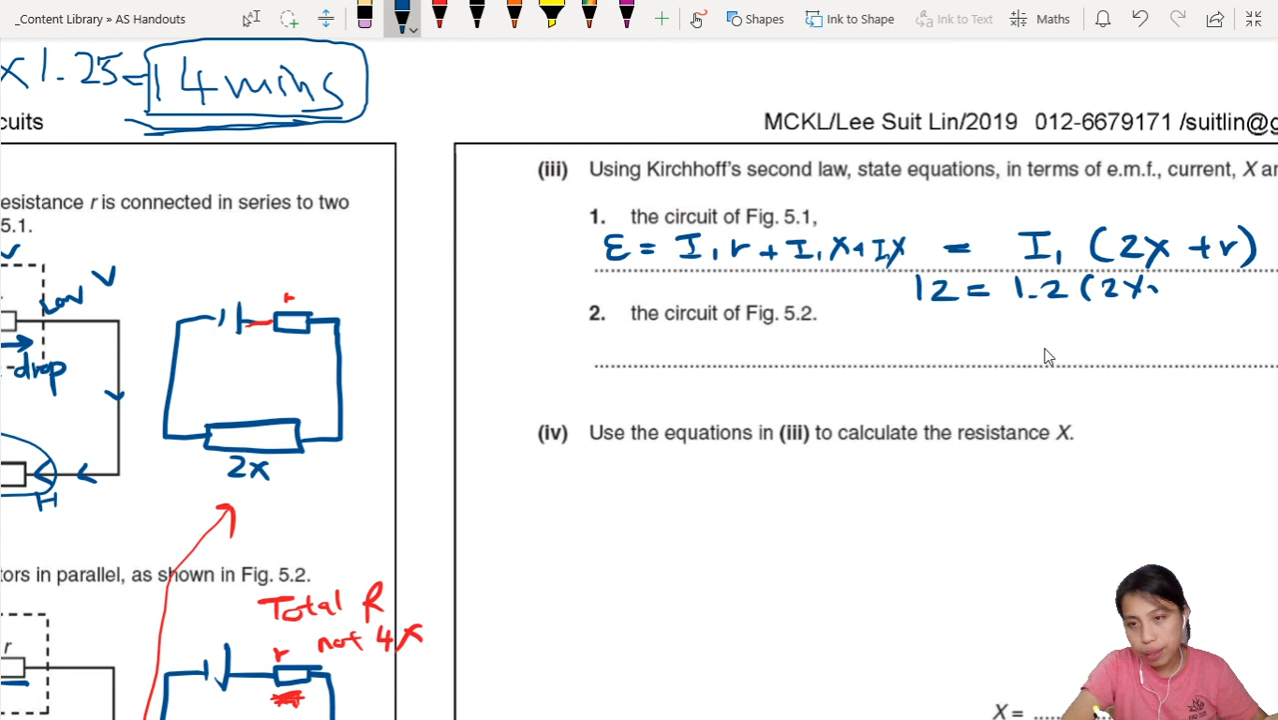 _Content Library » AS Handouts
Shapes
Ink to Shape
Ink to Text
Maths
x 1.25 = 14 mins
cuits
MCKL/Lee Suit Lin/2019 012-6679171 /suitlin@g
esistance r is connected in series to two
5.1.
V
Low V
drop
H
r
2x
tors in parallel, as shown in Fig. 5.2.
Total R
not 4x
r
r
(iii) Using Kirchhoff's second law, state equations, in terms of e.m.f., current, X an
1. the circuit of Fig. 5.1,
ε = I₁r + I₁X + I₁X = I₁ (2x + r)
12 = 1.2 (2x
2. the circuit of Fig. 5.2.
(iv) Use the equations in (iii) to calculate the resistance X.
X = .....